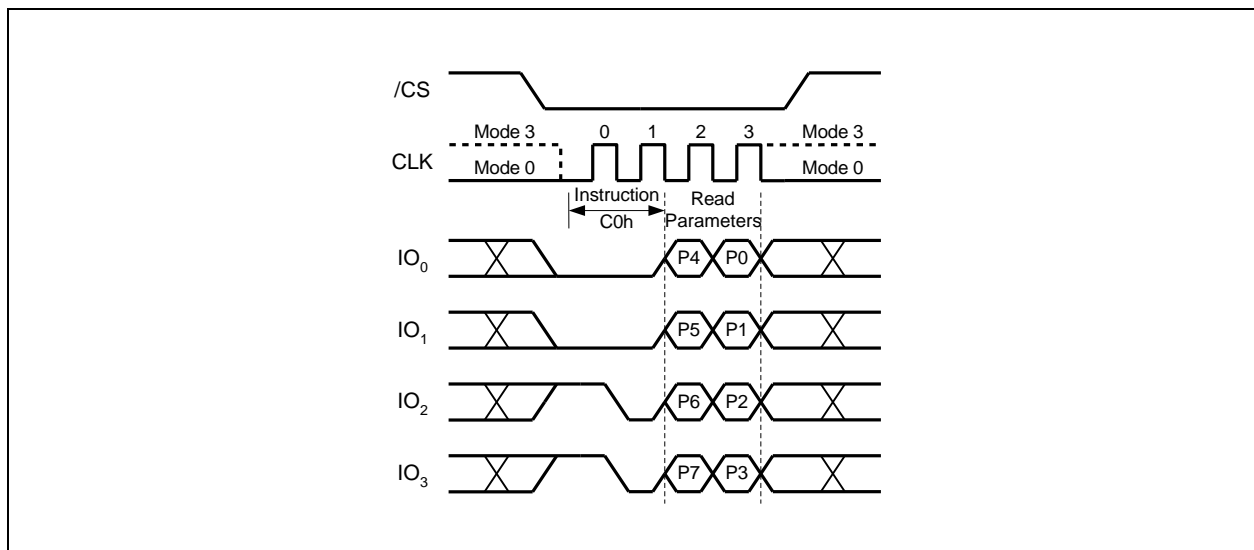 /CS
Mode 3 0 1 2 3 Mode 3
CLK
Mode 0 Mode 0
Instruction Read
C0h Parameters
IO0 P4 P0
IO1 P5 P1
IO2 P6 P2
IO3 P7 P3